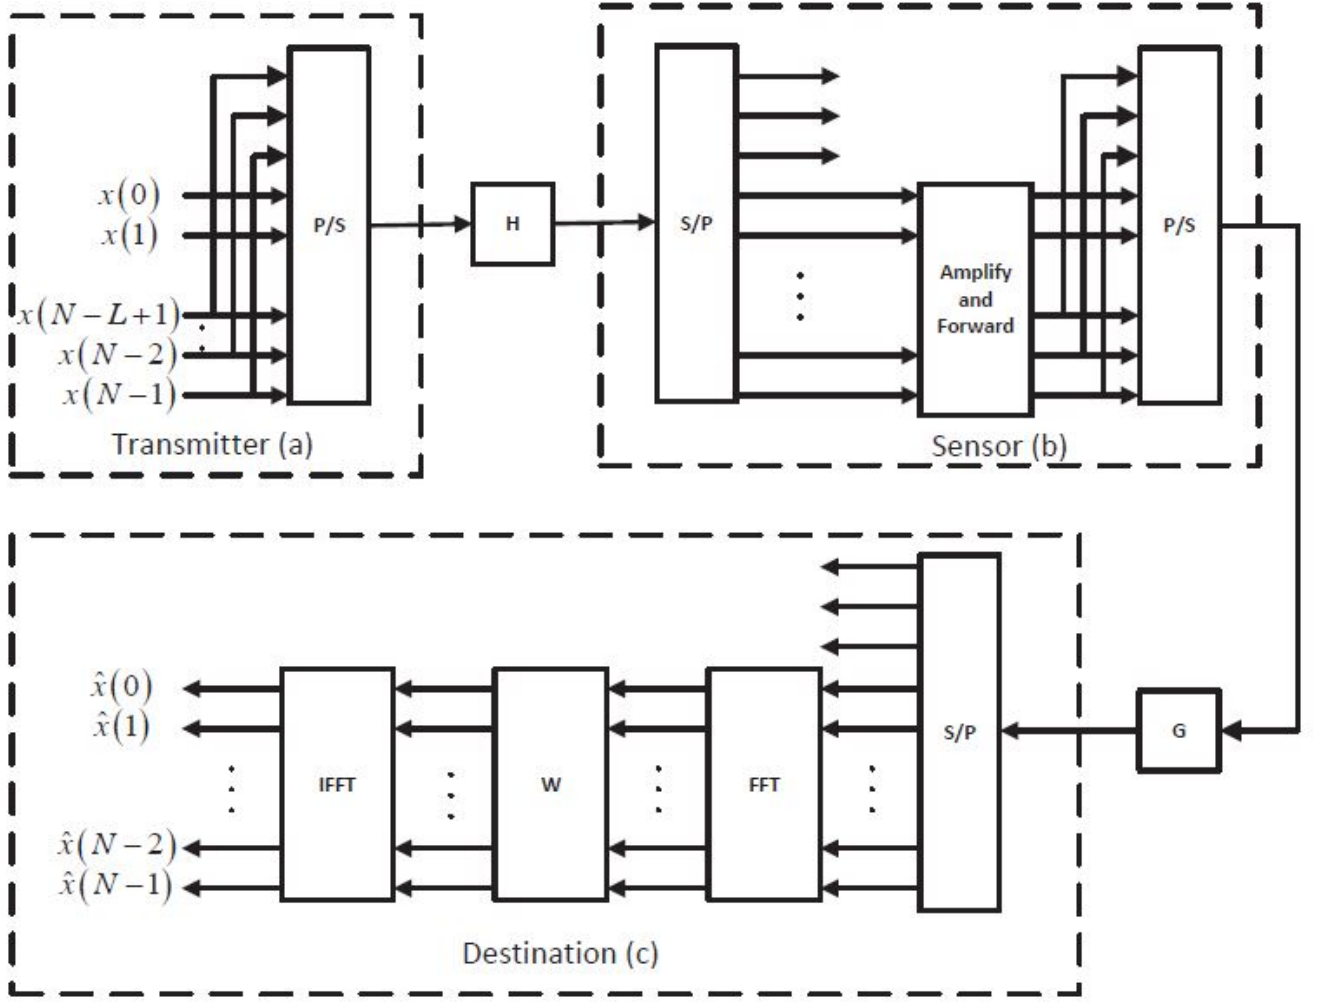 x(0)
x(1)
x(N-L+1)
x(N-2)
x(N-1)
P/S
Transmitter (a)
H
S/P
Amplify
and
Forward
P/S
Sensor (b)
G
S/P
FFT
W
IFFT
x̂(0)
x̂(1)
x̂(N-2)
x̂(N-1)
Destination (c)